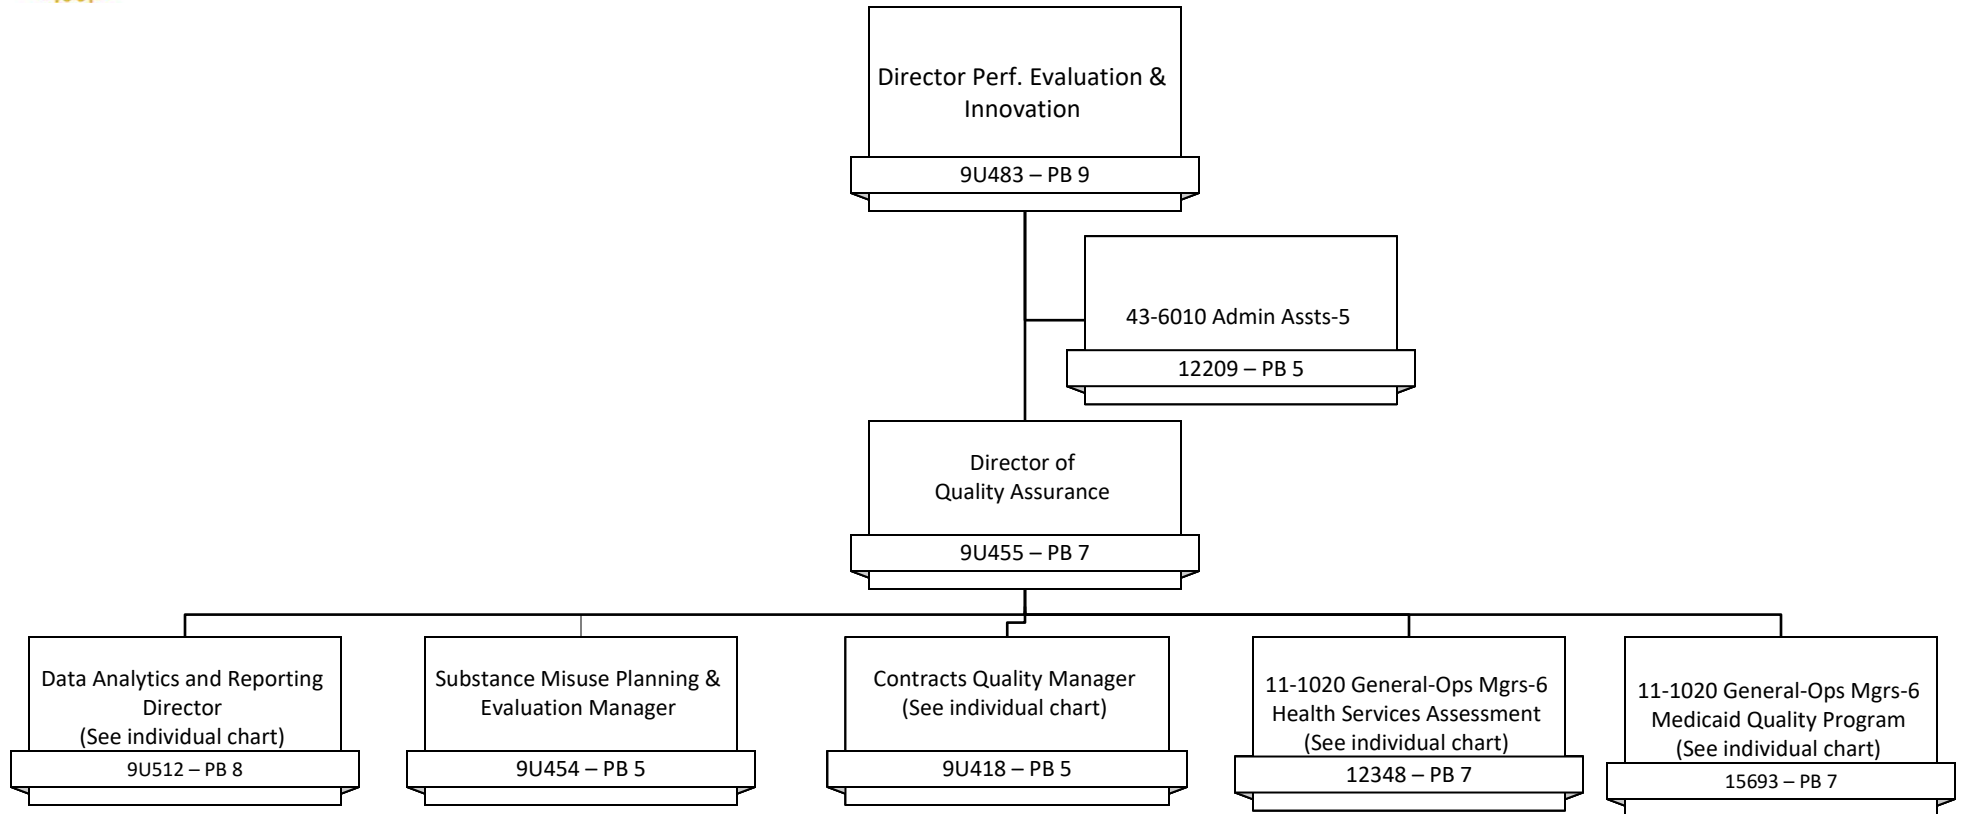 Director Perf. Evaluation &
Innovation
9U483 – PB 9
43-6010 Admin Assts-5
12209 – PB 5
Director of
Quality Assurance
9U455 – PB 7
Data Analytics and Reporting
Director
(See individual chart)
9U512 – PB 8
Substance Misuse Planning &
Evaluation Manager
9U454 – PB 5
Contracts Quality Manager
(See individual chart)
9U418 – PB 5
11-1020 General-Ops Mgrs-6
Health Services Assessment
(See individual chart)
12348 – PB 7
11-1020 General-Ops Mgrs-6
Medicaid Quality Program
(See individual chart)
15693 – PB 7